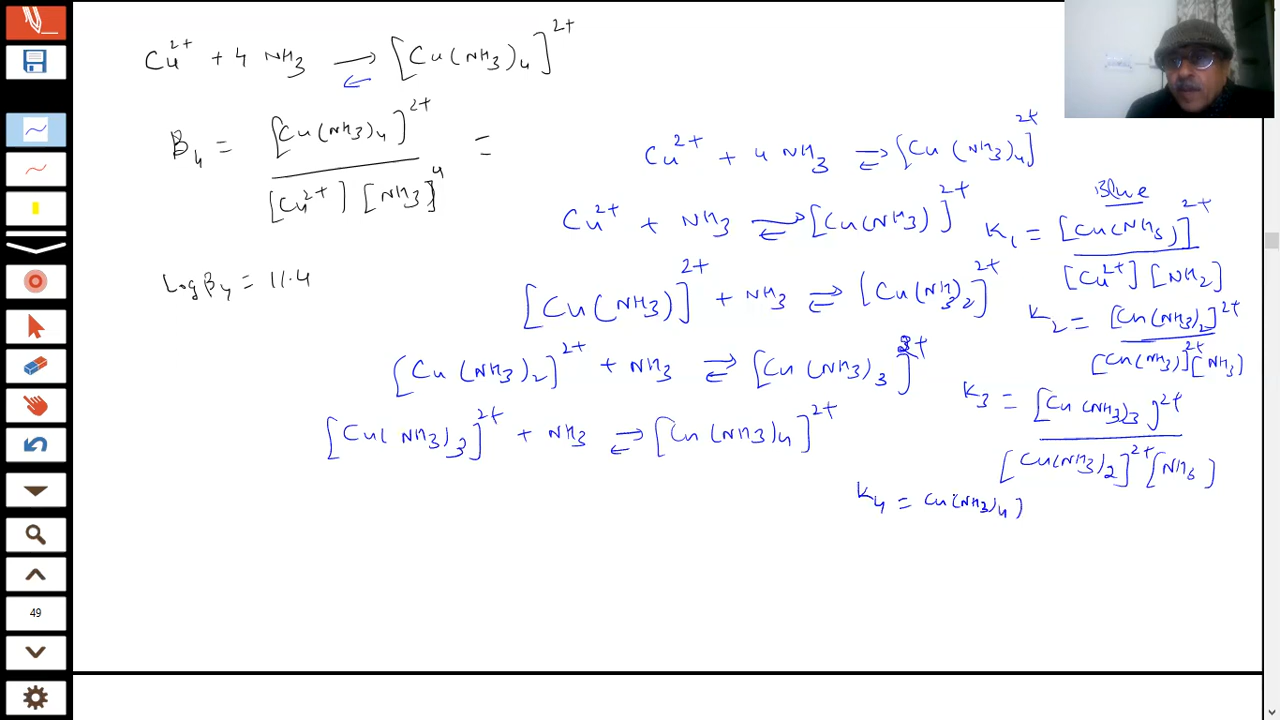 Cu²⁺ + 4 NH₃ ⇌ [Cu(NH₃)₄]²⁺
β₄ = [Cu(NH₃)₄]²⁺ / [Cu²⁺] [NH₃]⁴ =
log β₄ = 11.4
Cu²⁺ + 4 NH₃ ⇌ [Cu (NH₃)₄]²⁺
Blue
Cu²⁺ + NH₃ ⇌ [Cu(NH₃)]²⁺ K₁ = [Cu(NH₃)]²⁺ / [Cu²⁺] [NH₂]
[Cu(NH₃)]²⁺ + NH₃ ⇌ [Cu(NH₃)₂]²⁺ K₂ = [Cu(NH₃)₂]²⁺ / [Cu(NH₃)]²⁺[NH₃)
[Cu (NH₃)₂]²⁺ + NH₃ ⇌ [Cu (NH₃)₃]²⁺ K₃ = [Cu (NH₃)₃]²⁺ / [Cu(NH₃)₂]²⁺[NH₃]
[Cu(NH₃)₃]²⁺ + NH₃ ⇌ [Cu(NH₃)₄]²⁺
K₄ = Cu(NH₃)₄)
49